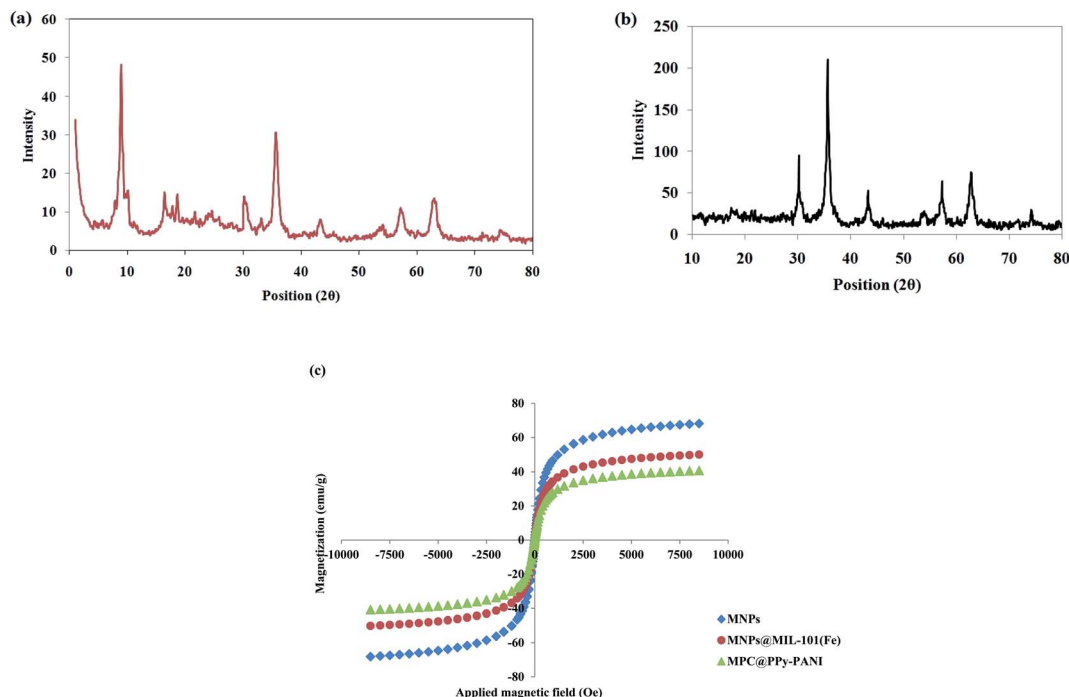 (a)
60
50
40
30
20
10
0
Intensity
0 10 20 30 40 50 60 70 80
Position (2θ)
(b)
250
200
150
100
50
0
Intensity
10 20 30 40 50 60 70 80
Position (2θ)
(c)
80
60
40
20
0
-20
-40
-60
-80
Magnetization (emu/g)
-10000 -7500 -5000 -2500 0 2500 5000 7500 10000
Applied magnetic field (Oe)
MNPs
MNPs@MIL-101(Fe)
MPC@PPy-PANI